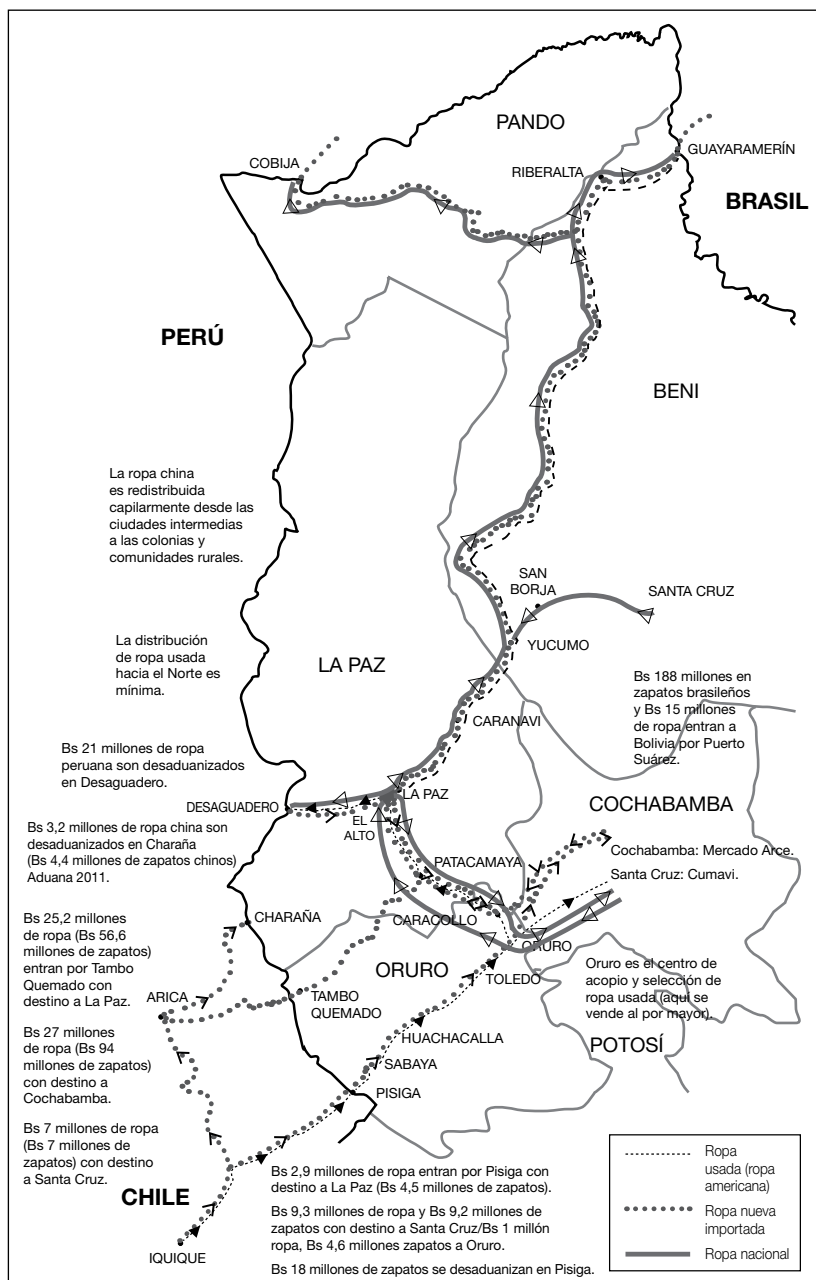 PANDO
COBIJA
GUAYARAMERÍN
RIBERALTA
BRASIL
PERÚ
BENI
La ropa china
es redistribuida
capilarmente desde las
ciudades intermedias
a las colonias y
comunidades rurales.
SAN
BORJA
SANTA CRUZ
YUCUMO
La distribución
de ropa usada
hacia el Norte es
mínima.
LA PAZ
Bs 188 millones en
zapatos brasileños
y Bs 15 millones
de ropa entran a
Bolivia por Puerto
Suárez.
CARANAVI
Bs 21 millones de ropa
peruana son desaduanizados
en Desaguadero.
DESAGUADERO
LA PAZ
EL
ALTO
COCHABAMBA
Bs 3,2 millones de ropa china son
desaduanizados en Charaña
(Bs 4,4 millones de zapatos chinos)
Aduana 2011.
PATACAMAYA
Cochabamba: Mercado Arce.
Santa Cruz: Cumavi.
Bs 25,2 millones
de ropa (Bs 56,6
millones de zapatos)
entran por Tambo
Quemado con
destino a La Paz.
CHARAÑA
CARACOLLO
ORURO
ORURO
TOLEDO
Oruro es el centro de
acopio y selección de
ropa usada (aquí se
vende al por mayor).
ARICA
TAMBO
QUEMADO
Bs 27 millones
de ropa (Bs 94
millones de zapatos)
con destino a
Cochabamba.
HUACHACALLA
POTOSÍ
SABAYA
PISIGA
Bs 7 millones de ropa
(Bs 7 millones de
zapatos) con destino
a Santa Cruz.
CHILE
IQUIQUE
Bs 2,9 millones de ropa entran por Pisiga con
destino a La Paz (Bs 4,5 millones de zapatos).
Bs 9,3 millones de ropa y Bs 9,2 millones de
zapatos con destino a Santa Cruz/Bs 1 millón
ropa, Bs 4,6 millones zapatos a Oruro.
Bs 18 millones de zapatos se desaduanizan en Pisiga.
Ropa
usada (ropa
americana)
Ropa nueva
importada
Ropa nacional